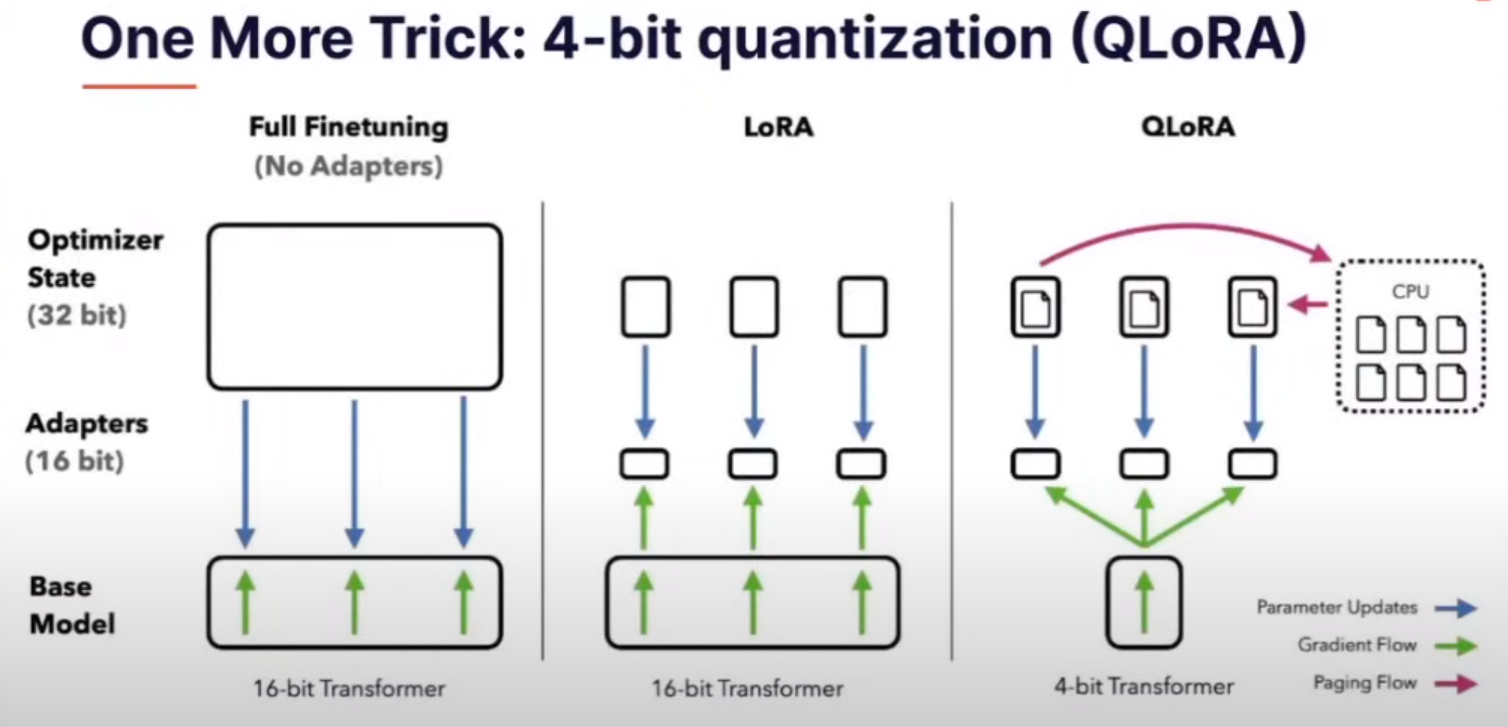 One More Trick: 4-bit quantization (QLoRA)
Full Finetuning
(No Adapters)
LoRA
QLoRA
Optimizer
State
(32 bit)
CPU
Adapters
(16 bit)
Base
Model
16-bit Transformer
16-bit Transformer
4-bit Transformer
Parameter Updates
Gradient Flow
Paging Flow